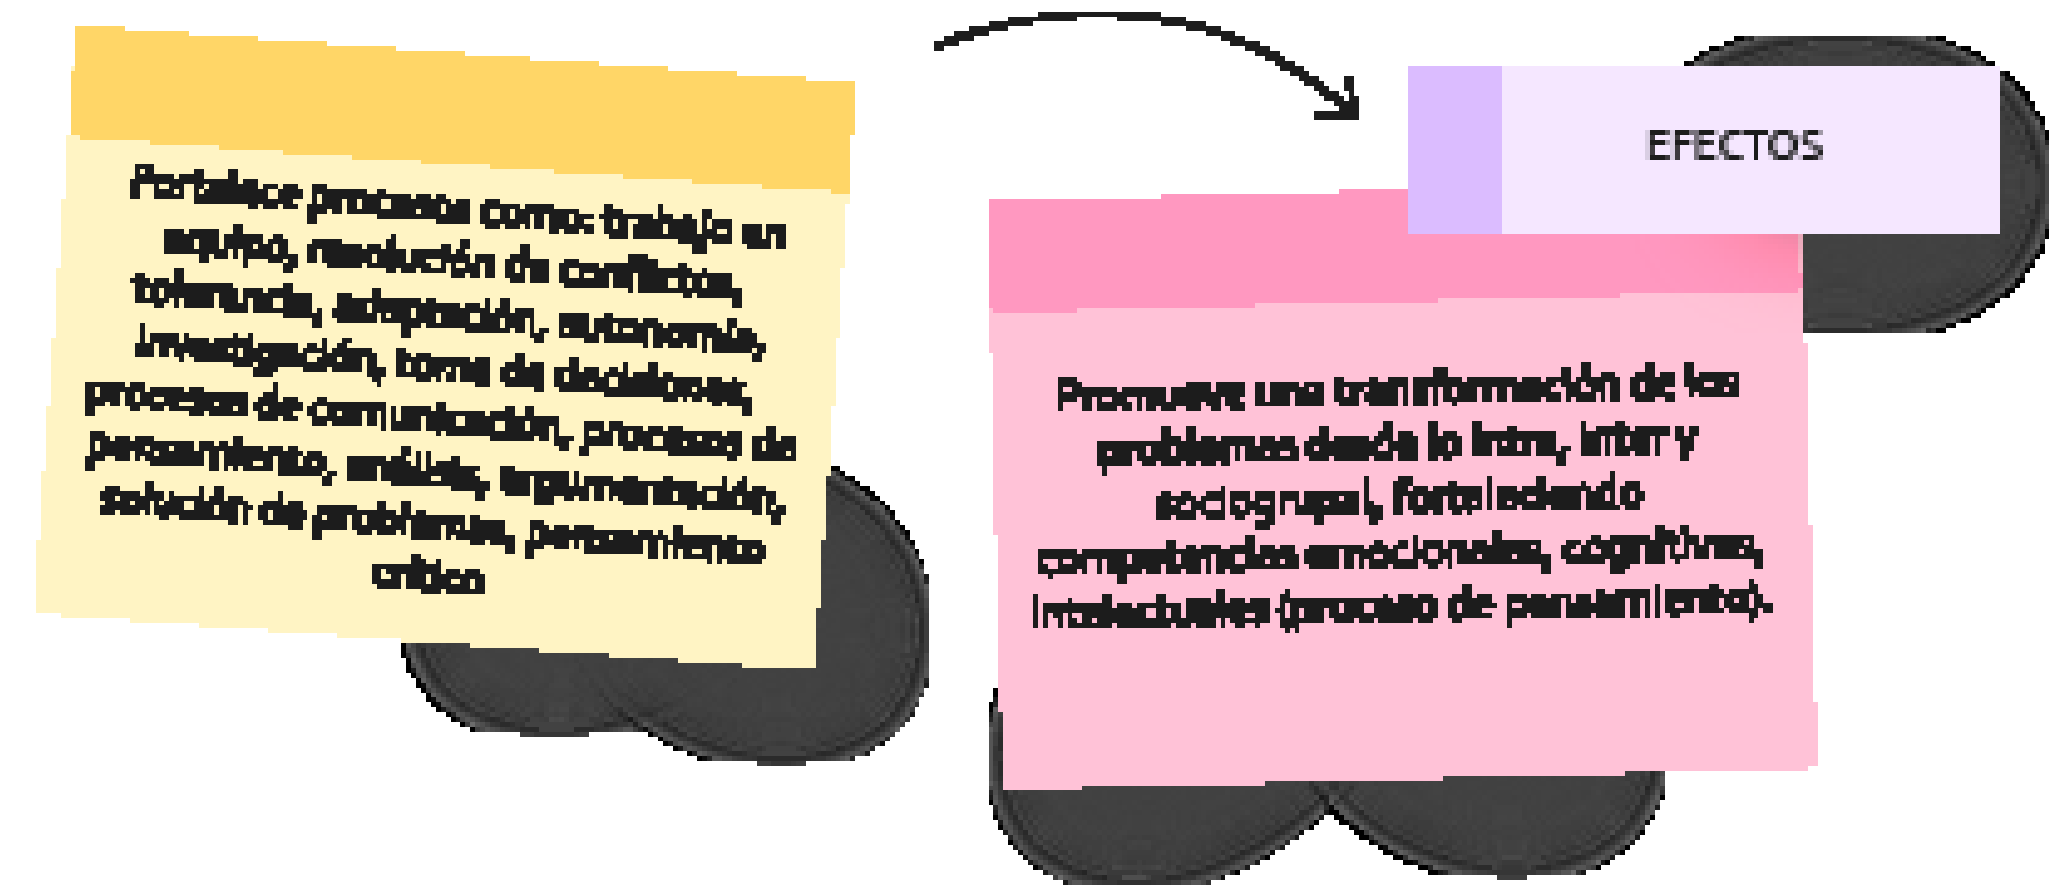 Fortalece procesos como: trabajo en
equipo, resolución de conflictos,
tolerancia, adaptación, autonomía,
investigación, toma de decisiones,
procesos de comunicación, procesos de
pensamiento, análisis, argumentación,
solución de problemas, pensamiento
crítico
EFECTOS
Promueve una transformación de los
problemas desde lo intra, inter y
sociogrupal, fortaleciendo
competencias emocionales, cognitivas,
intelectuales (proceso de pensamiento).